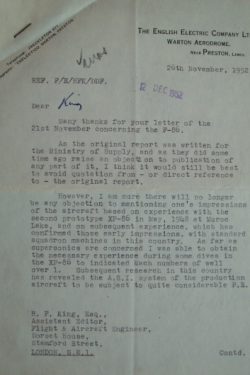 THE ENGLISH ELECTRIC COMPANY LT
WARTON AERODROME,
NEAR PRESTON, LANCS.
26th November, 1952
12 DEC 1952
Dear King
Many thanks for your letter of the
21st November concerning the F-86.
As the original report was written for
the Ministry of Supply, and as they did some
time ago raise an objection to publication of
any part of it, I think it would still be best
to avoid quotation from - or direct reference
to - the original report.
However, I am sure there will no longer
be any objection to mentioning one's impressions
of the aircraft based on experience with the
second prototype XP-86 in May, 1948 at Muroc
Lake, and on subsequent experience, which has
confirmed those early impressions, with standard
squadron machines in this country. As far as
supersonics are concerned I was able to obtain
the necessary experience during some dives in
the XP-86 to indicated Mach numbers of well
over 1. Subsequent research in this country
has revealed the A.S.I. system of the production
aircraft to be subject to quite considerable P.E.
H. F. King, Esq.,
Assistant Editor,
Flight & Aircraft Engineer,
Dorset House,
Stamford Street,
LONDON, S.E.1.
Contd.